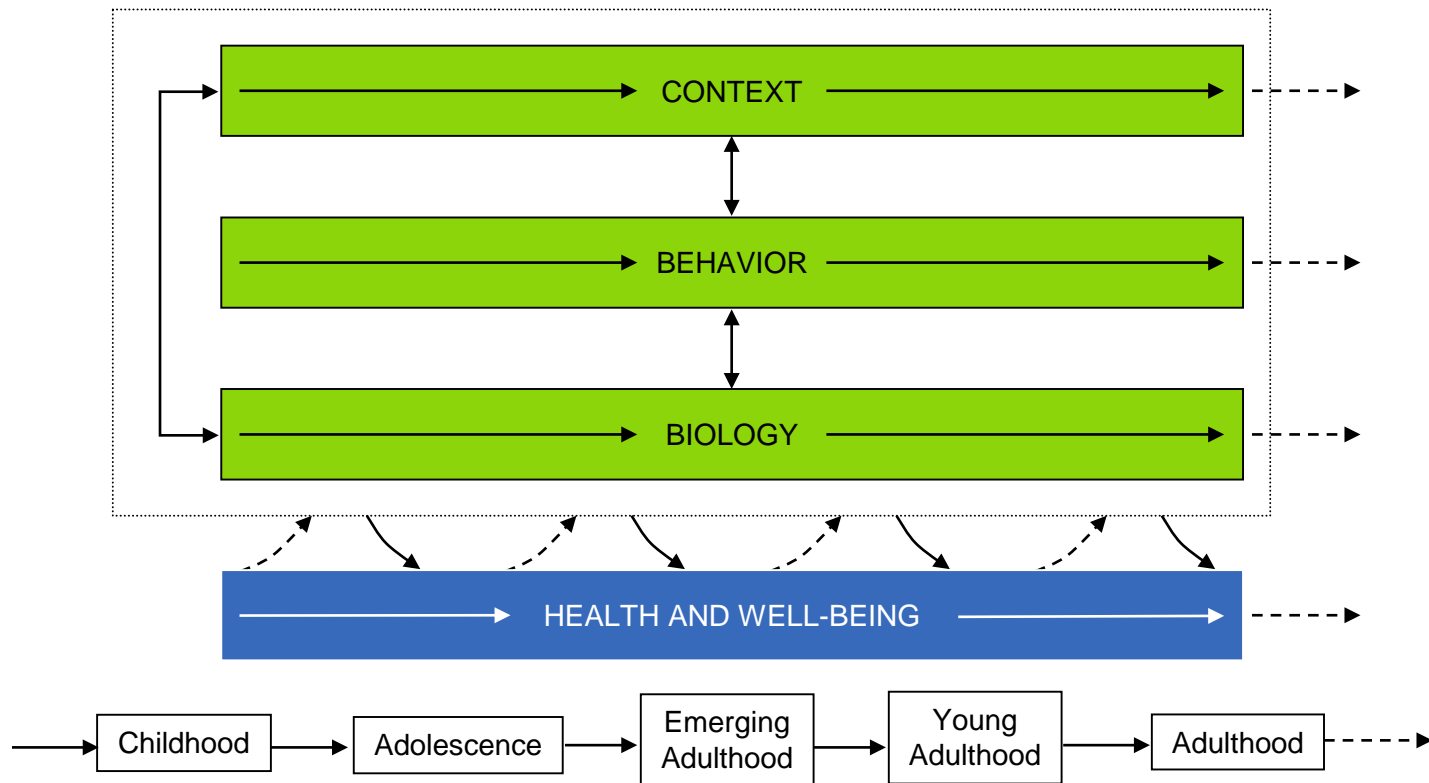 CONTEXT
BEHAVIOR
BIOLOGY
HEALTH AND WELL-BEING
Childhood
Adolescence
Emerging
Adulthood
Young
Adulthood
Adulthood